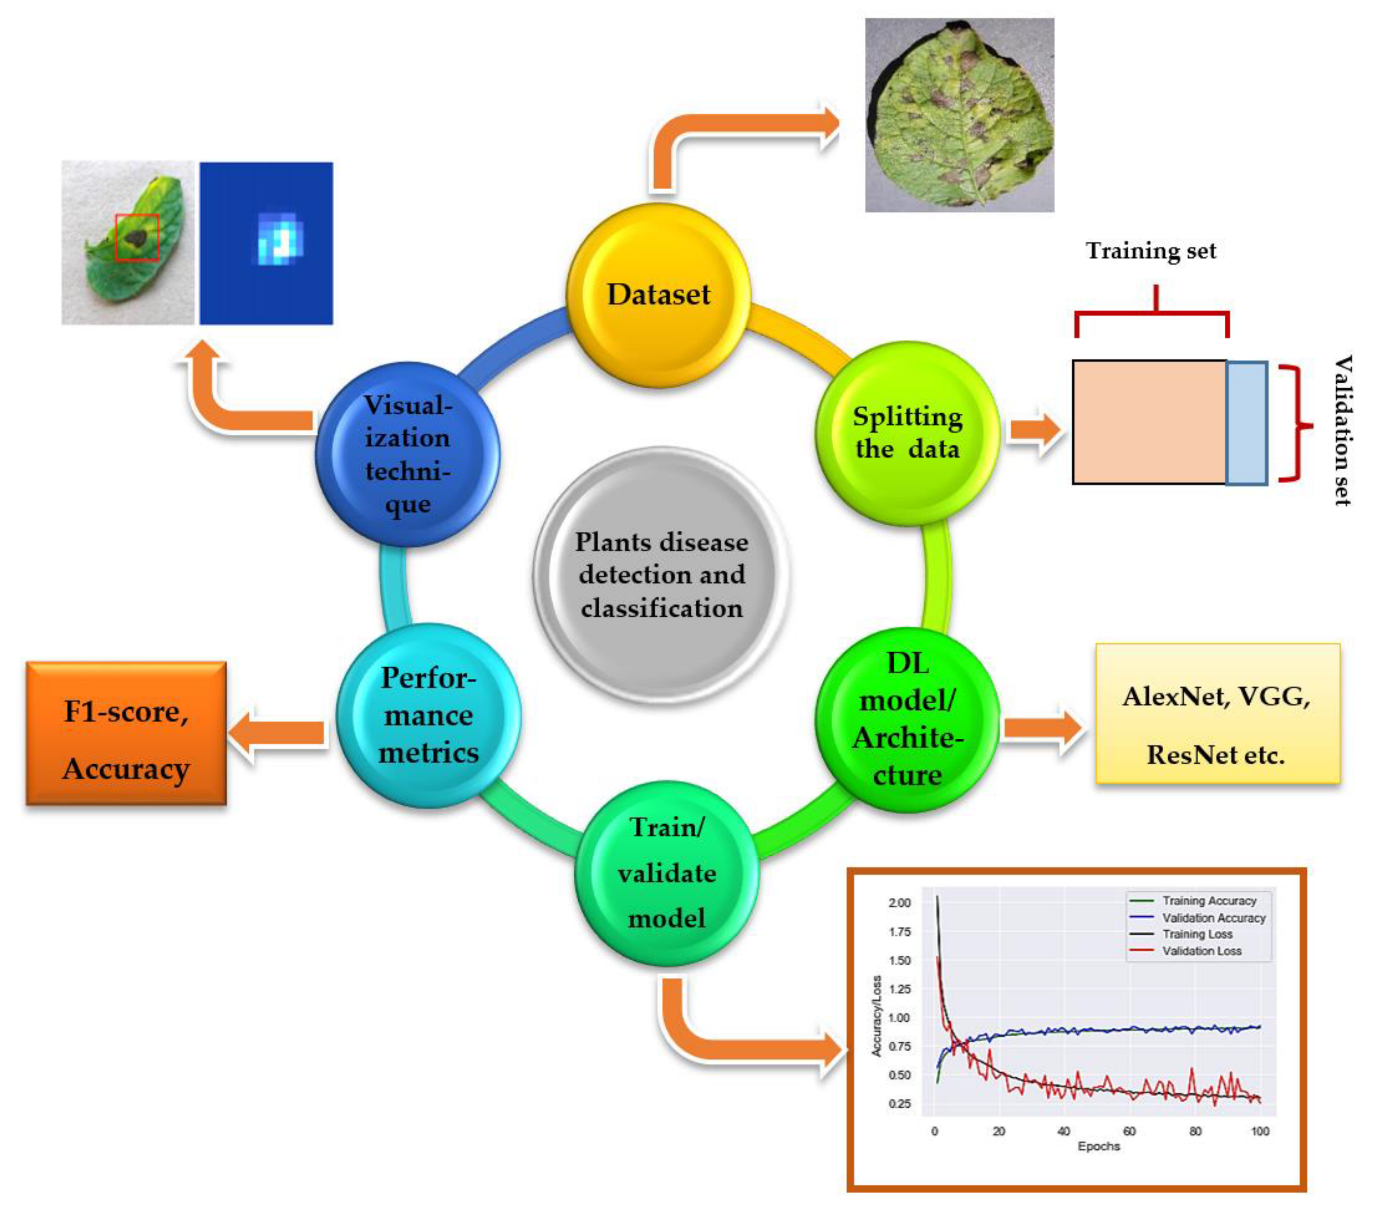 Dataset
Training set
Splitting
the data
Validation set
Visual-
ization
techni-
que
Plants disease
detection and
classification
Perfor-
mance
metrics
F1-score,
Accuracy
DL
model/
Archite-
cture
AlexNet, VGG,
ResNet etc.
Train/
validate
model
Training Accuracy
Validation Accuracy
Training Loss
Validation Loss
Accuracy/Loss
2.00
1.75
1.50
1.25
1.00
0.75
0.50
0.25
0 20 40 60 80 100
Epochs